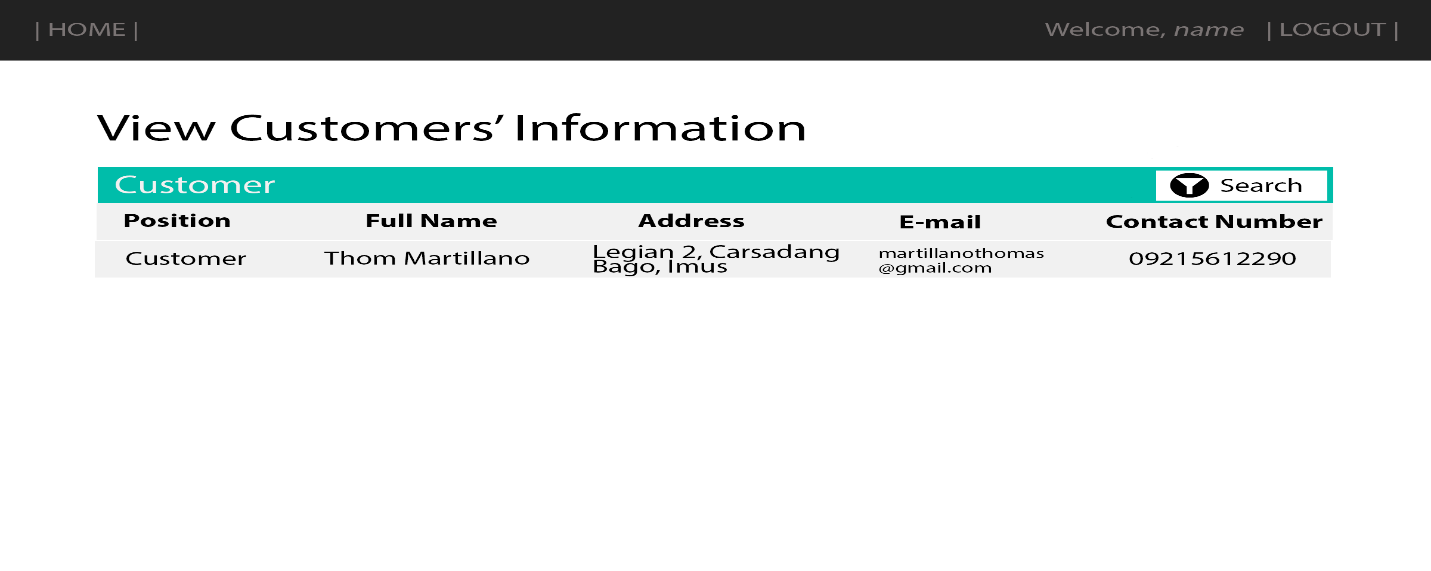 | HOME | Welcome, name | LOGOUT |
View Customers’ Information
Customer Search
Position Full Name Address E-mail Contact Number
Customer Thom Martillano Legian 2, Carsadang martillanothomas 09215612290
Bago, Imus @gmail.com